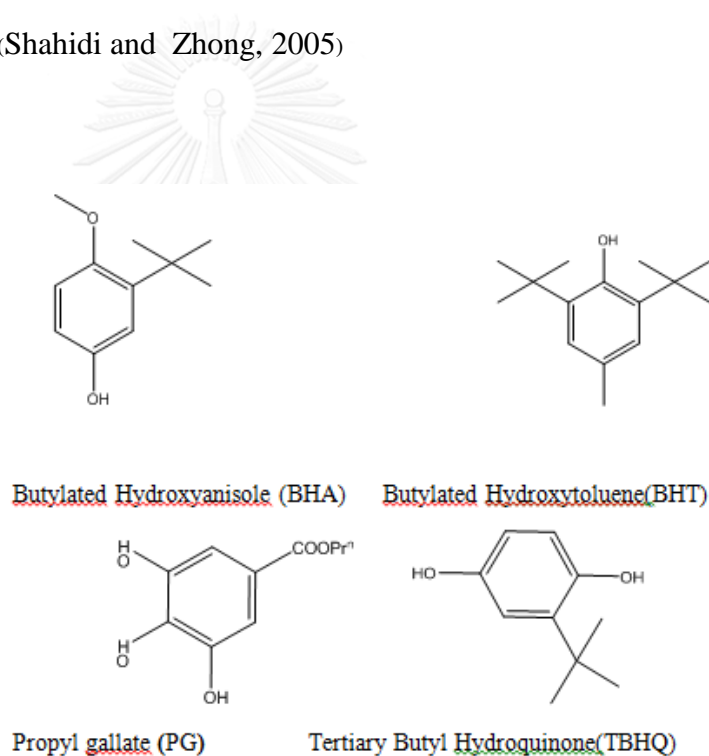 (Shahidi and Zhong, 2005)
O
OH
OH
Butylated Hydroxyanisole (BHA) Butylated Hydroxytoluene(BHT)
H
O
COOPrⁿ
HO
OH
H
O
OH
Propyl gallate (PG) Tertiary Butyl Hydroquinone(TBHQ)